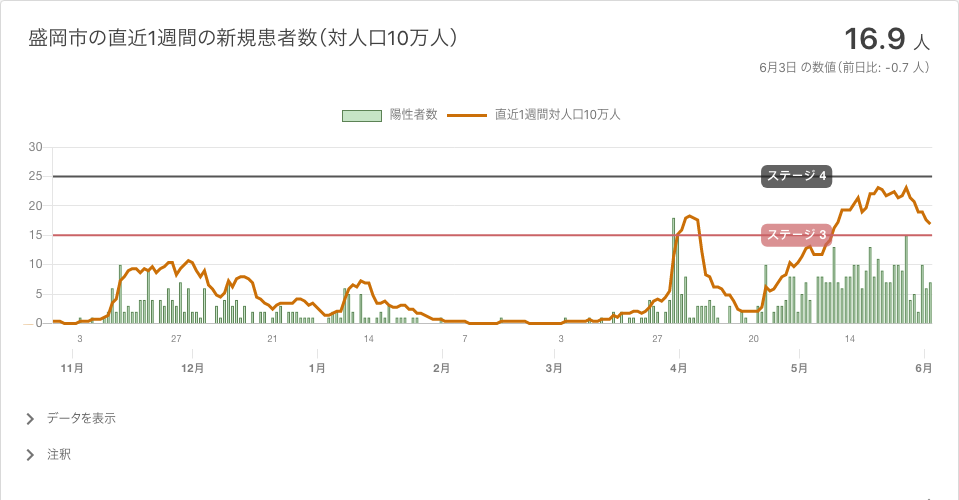 盛岡市の直近1週間の新規患者数（対人口10万人）
16.9 人
6月3日 の数値（前日比: -0.7 人）
陽性者数 直近1週間対人口10万人
30
25
ステージ 4
20
15
ステージ 3
10
5
0
3 27 21 14 7 3 27 20 14
11月 12月 1月 2月 3月 4月 5月 6月
データを表示
注釈